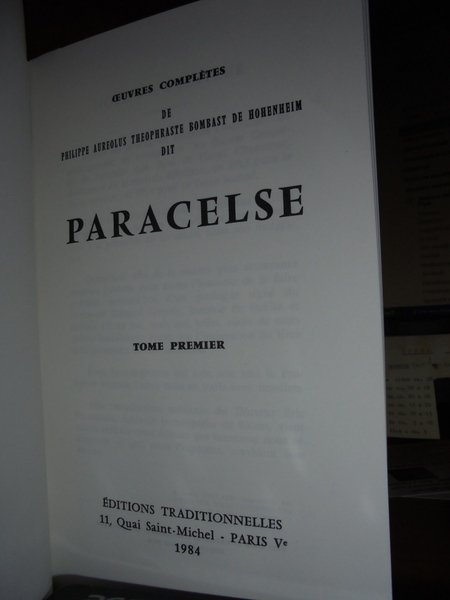 ŒUVRES COMPLÈTES
DE
PHILIPPE AUREOLUS THEOPHRASTE BOMBAST DE HOHENHEIM
DIT
PARACELSE
TOME PREMIER
ÉDITIONS TRADITIONNELLES
11, Quai Saint-Michel - PARIS Vᵉ
1984